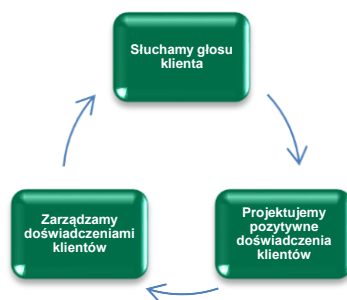 Słuchamy głosu
klienta
Projektujemy
pozytywne
doświadczenia
klientów
Zarządzamy
doświadczeniami
klientów